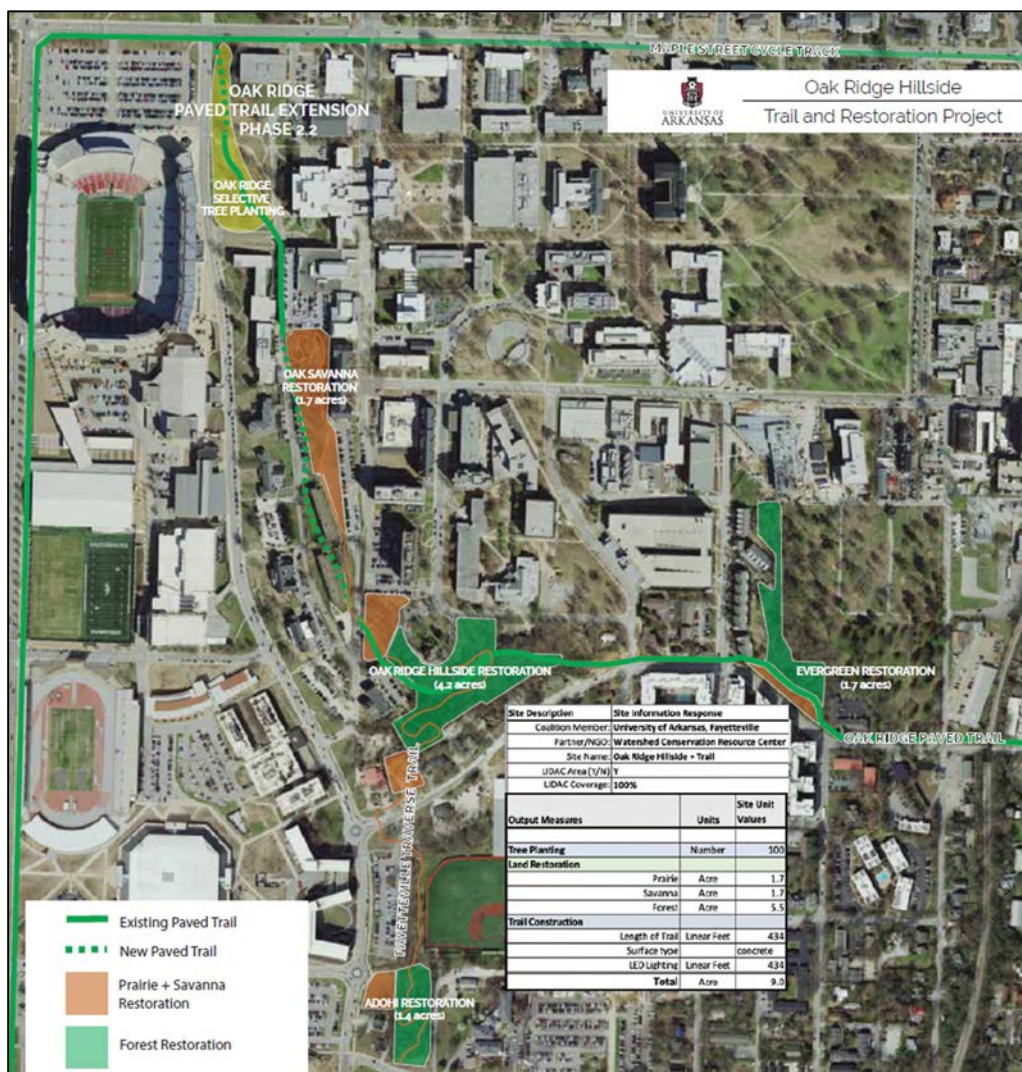 MAPLE STREET CYCLE TRACK
UNIVERSITY OF
ARKANSAS
Oak Ridge Hillside
Trail and Restoration Project
OAK RIDGE
PAVED TRAIL EXTENSION
PHASE 2.2
OAK RIDGE
SELECTIVE
TREE PLANTING
OAK SAVANNA
RESTORATION
(1.7 acres)
OAK RIDGE HILLSIDE RESTORATION
(4.2 acres)
EVERGREEN RESTORATION
(1.7 acres)
OAK RIDGE PAVED TRAIL
FAYETTEVILLE TRAVERSE TRAIL
ADOHI RESTORATION
(1.4 acres)
Site Description Site Information Response
Coalition Member: University of Arkansas, Fayetteville
Partner/NGO: Watershed Conservation Resource Center
Site Name: Oak Ridge Hillside + Trail
LIDAC Area (Y/N) Y
LIDAC Coverage: 100%
Output Measures Units Site Unit Values
Tree Planting Number 100
Land Restoration
Prairie Acre 1.7
Savanna Acre 1.7
Forest Acre 5.5
Trail Construction
Length of Trail Linear Feet 434
Surface type concrete
LED Lighting Linear Feet 434
Total Acre 9.0
Existing Paved Trail
New Paved Trail
Prairie + Savanna
Restoration
Forest Restoration